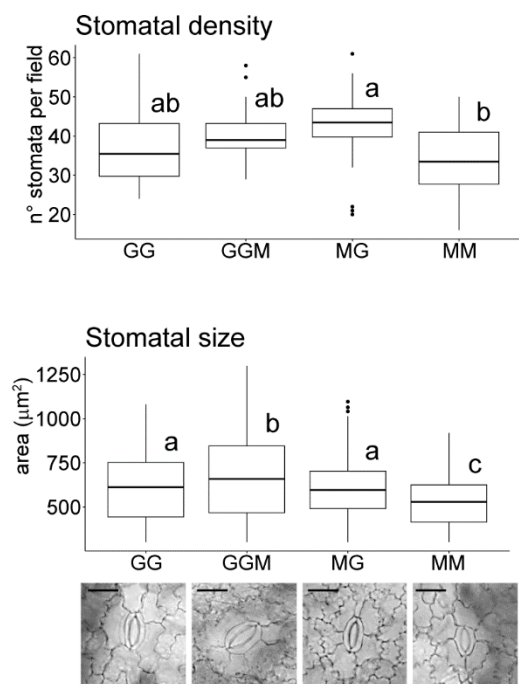 Stomatal density
n° stomata per field
60
50
40
30
20
ab
ab
a
b
GG GGM MG MM
Stomatal size
area (μm²)
1250
1000
750
500
a
b
a
c
GG GGM MG MM